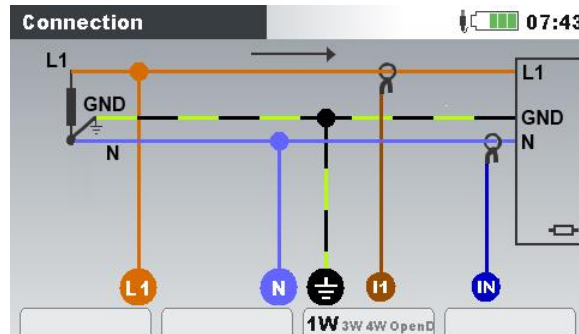 Connection 07:43
L1
L1
GND
GND
N
N
L1 N I1 IN
1W 3W 4W OpenD